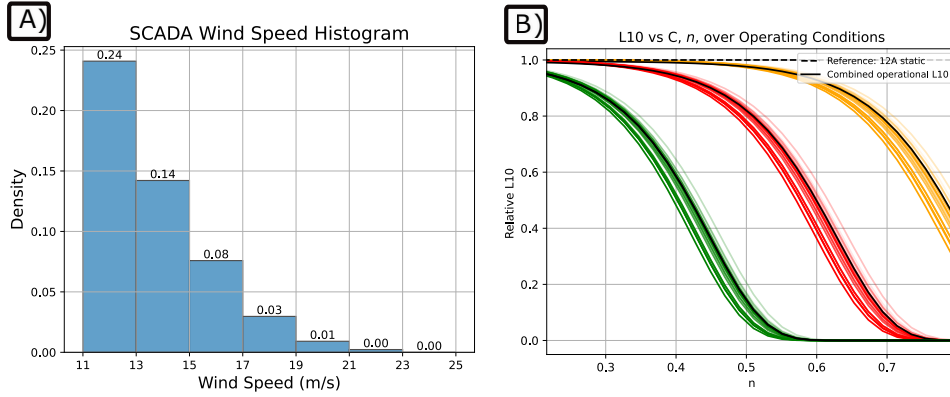 A)
SCADA Wind Speed Histogram
0.25
0.20
0.15
0.10
0.05
0.00
Density
0.24
0.14
0.08
0.03
0.01
0.00
0.00
11 13 15 17 19 21 23 25
Wind Speed (m/s)
B)
L10 vs C, n, over Operating Conditions
Reference: 12A static
Combined operational L10
1.0
0.8
0.6
0.4
0.2
0.0
Relative L10
0.3 0.4 0.5 0.6 0.7
n